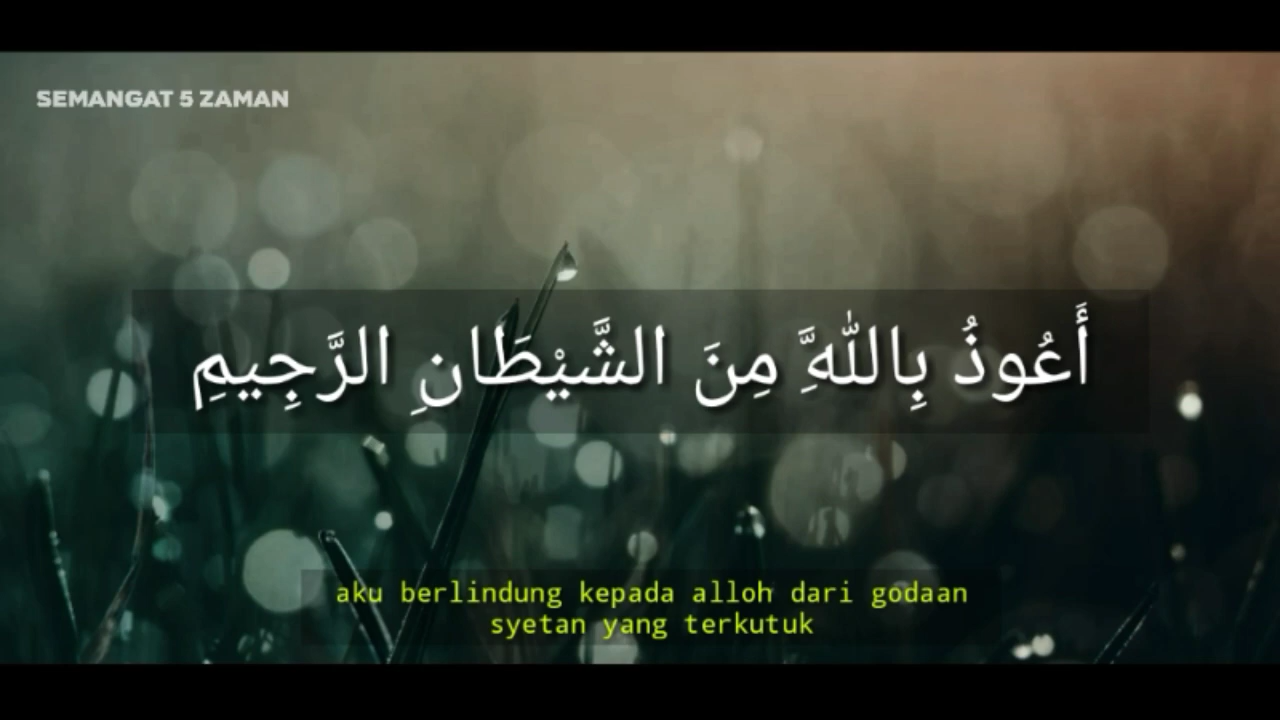 SEMANGAT 5 ZAMAN
أَعُوذُ بِاللَّهِ مِنَ الشَّيْطَانِ الرَّجِيمِ
aku berlindung kepada alloh dari godaan
syetan yang terkutuk